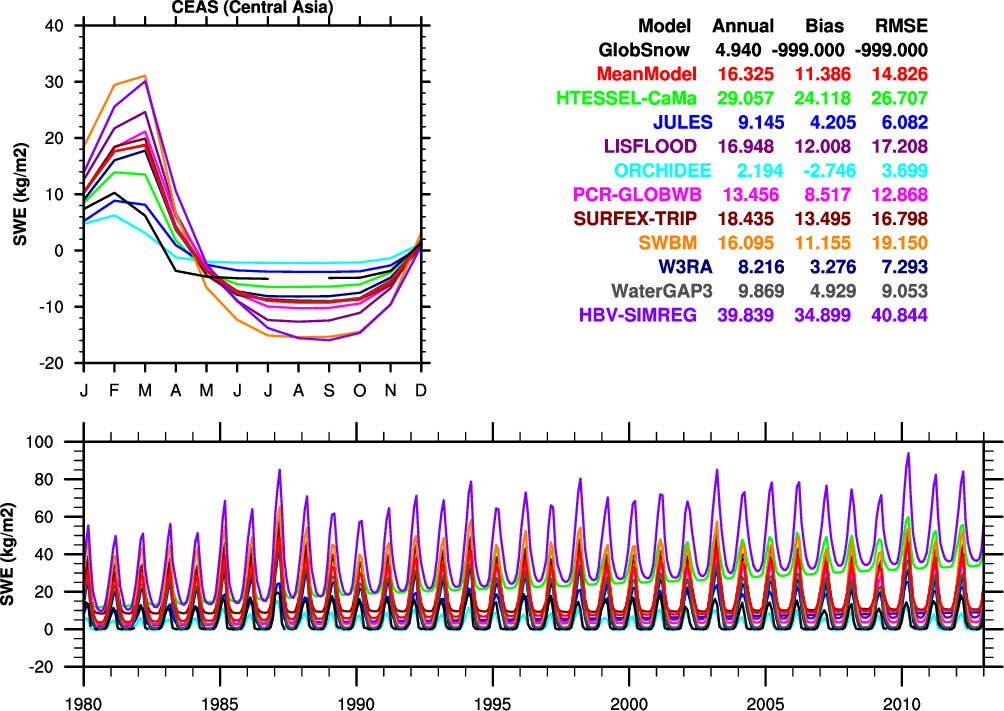 CEAS (Central Asia)
40
30
20
10
0
-10
-20
SWE (kg/m2)
J F M A M J J A S O N D
Model Annual Bias RMSE
GlobSnow 4.940 -999.000 -999.000
MeanModel 16.325 11.386 14.826
HTESSEL-CaMa 29.057 24.118 26.707
JULES 9.145 4.205 6.082
LISFLOOD 16.948 12.008 17.208
ORCHIDEE 2.194 -2.746 3.699
PCR-GLOBWB 13.456 8.517 12.868
SURFEX-TRIP 18.435 13.495 16.798
SWBM 16.095 11.155 19.150
W3RA 8.216 3.276 7.293
WaterGAP3 9.869 4.929 9.053
HBV-SIMREG 39.839 34.899 40.844
100
80
60
40
20
0
-20
SWE (kg/m2)
1980 1985 1990 1995 2000 2005 2010